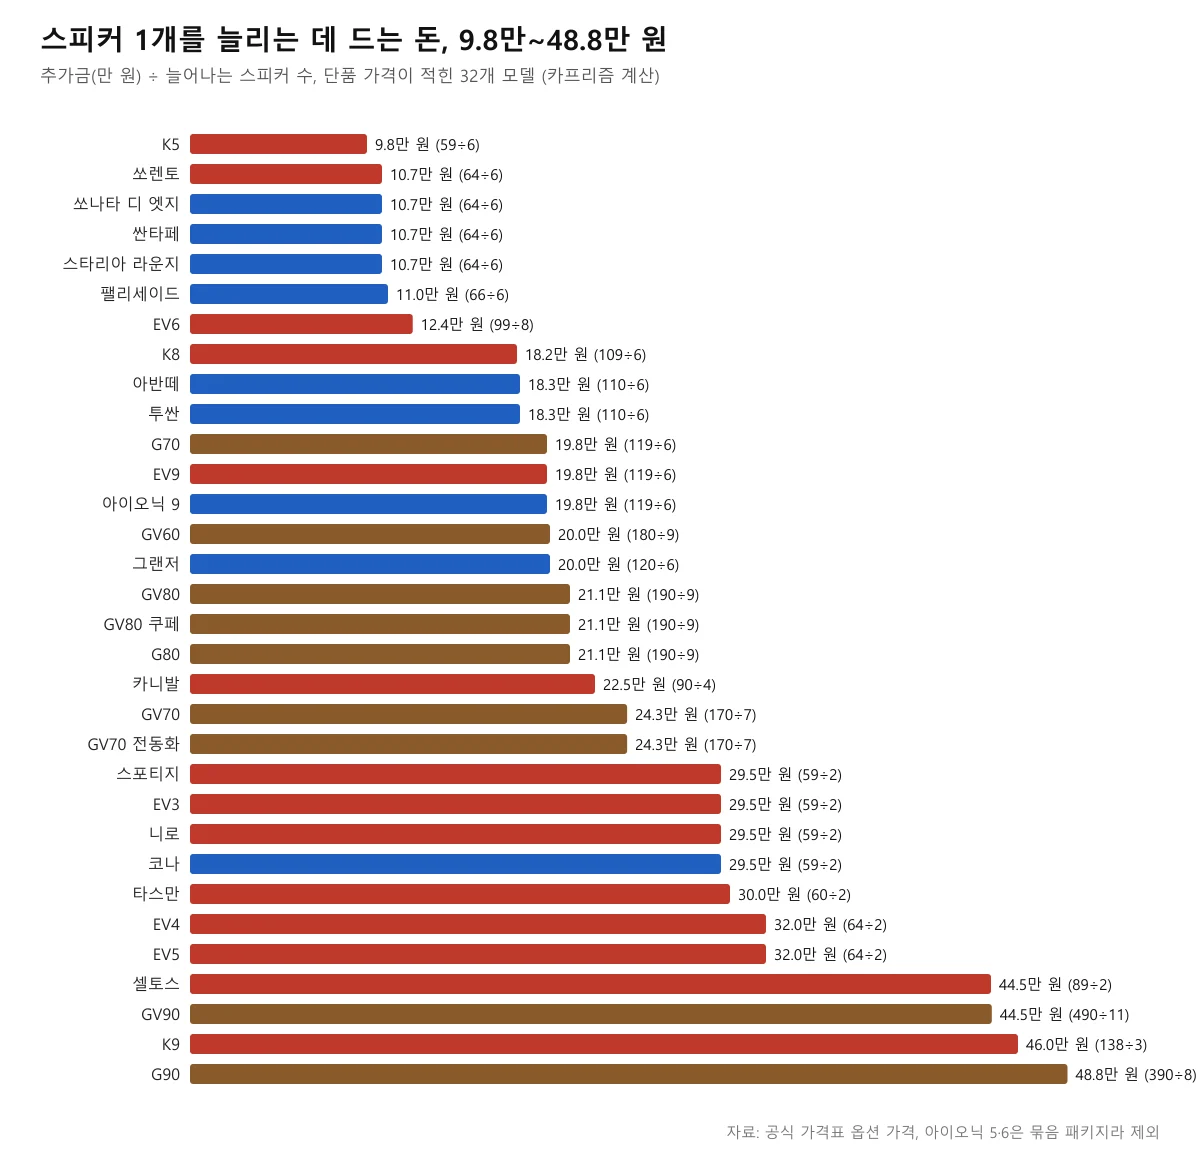 스피커 1개를 늘리는 데 드는 돈, 9.8만~48.8만 원
추가금(만 원) ÷ 늘어나는 스피커 수, 단품 가격이 적힌 32개 모델 (카프리즘 계산)
K5 9.8만 원 (59÷6)
쏘렌토 10.7만 원 (64÷6)
쏘나타 디 엣지 10.7만 원 (64÷6)
싼타페 10.7만 원 (64÷6)
스타리아 라운지 10.7만 원 (64÷6)
팰리세이드 11.0만 원 (66÷6)
EV6 12.4만 원 (99÷8)
K8 18.2만 원 (109÷6)
아반떼 18.3만 원 (110÷6)
투싼 18.3만 원 (110÷6)
G70 19.8만 원 (119÷6)
EV9 19.8만 원 (119÷6)
아이오닉 9 19.8만 원 (119÷6)
GV60 20.0만 원 (180÷9)
그랜저 20.0만 원 (120÷6)
GV80 21.1만 원 (190÷9)
GV80 쿠페 21.1만 원 (190÷9)
G80 21.1만 원 (190÷9)
카니발 22.5만 원 (90÷4)
GV70 24.3만 원 (170÷7)
GV70 전동화 24.3만 원 (170÷7)
스포티지 29.5만 원 (59÷2)
EV3 29.5만 원 (59÷2)
니로 29.5만 원 (59÷2)
코나 29.5만 원 (59÷2)
타스만 30.0만 원 (60÷2)
EV4 32.0만 원 (64÷2)
EV5 32.0만 원 (64÷2)
셀토스 44.5만 원 (89÷2)
GV90 44.5만 원 (490÷11)
K9 46.0만 원 (138÷3)
G90 48.8만 원 (390÷8)
자료: 공식 가격표 옵션 가격, 아이오닉 5·6은 묶음 패키지라 제외